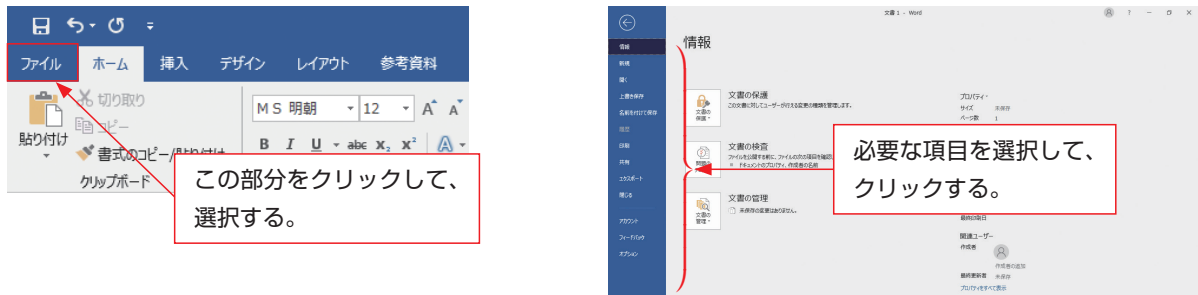 ファイル ホーム 挿入 デザイン レイアウト 参考資料
切り取り
コピー
貼り付け
書式のコピー/貼り付け
クリップボード
ＭＳ 明朝 12 A A
B I U abc X₂ X² A
この部分をクリックして、
選択する。
文書 1 - Word ? － □ ×
情報
新規
開く
上書き保存
名前を付けて保存
履歴
印刷
共有
エクスポート
閉じる
アカウント
フィードバック
オプション
情報
文書の保護
文書の保護
この文書に対してユーザーが行える変更の種類を管理します。
文書の検査
ファイルを公開する前に、ファイルの次の項目を確認
ドキュメントのプロパティ、作成者の名前
文書の管理
文書の管理
未保存の変更はありません。
プロパティ
サイズ 未保存
ページ数 1
最終印刷日
関連ユーザー
作成者
作成者の追加
最終更新者 未保存
プロパティをすべて表示
必要な項目を選択して、
クリックする。